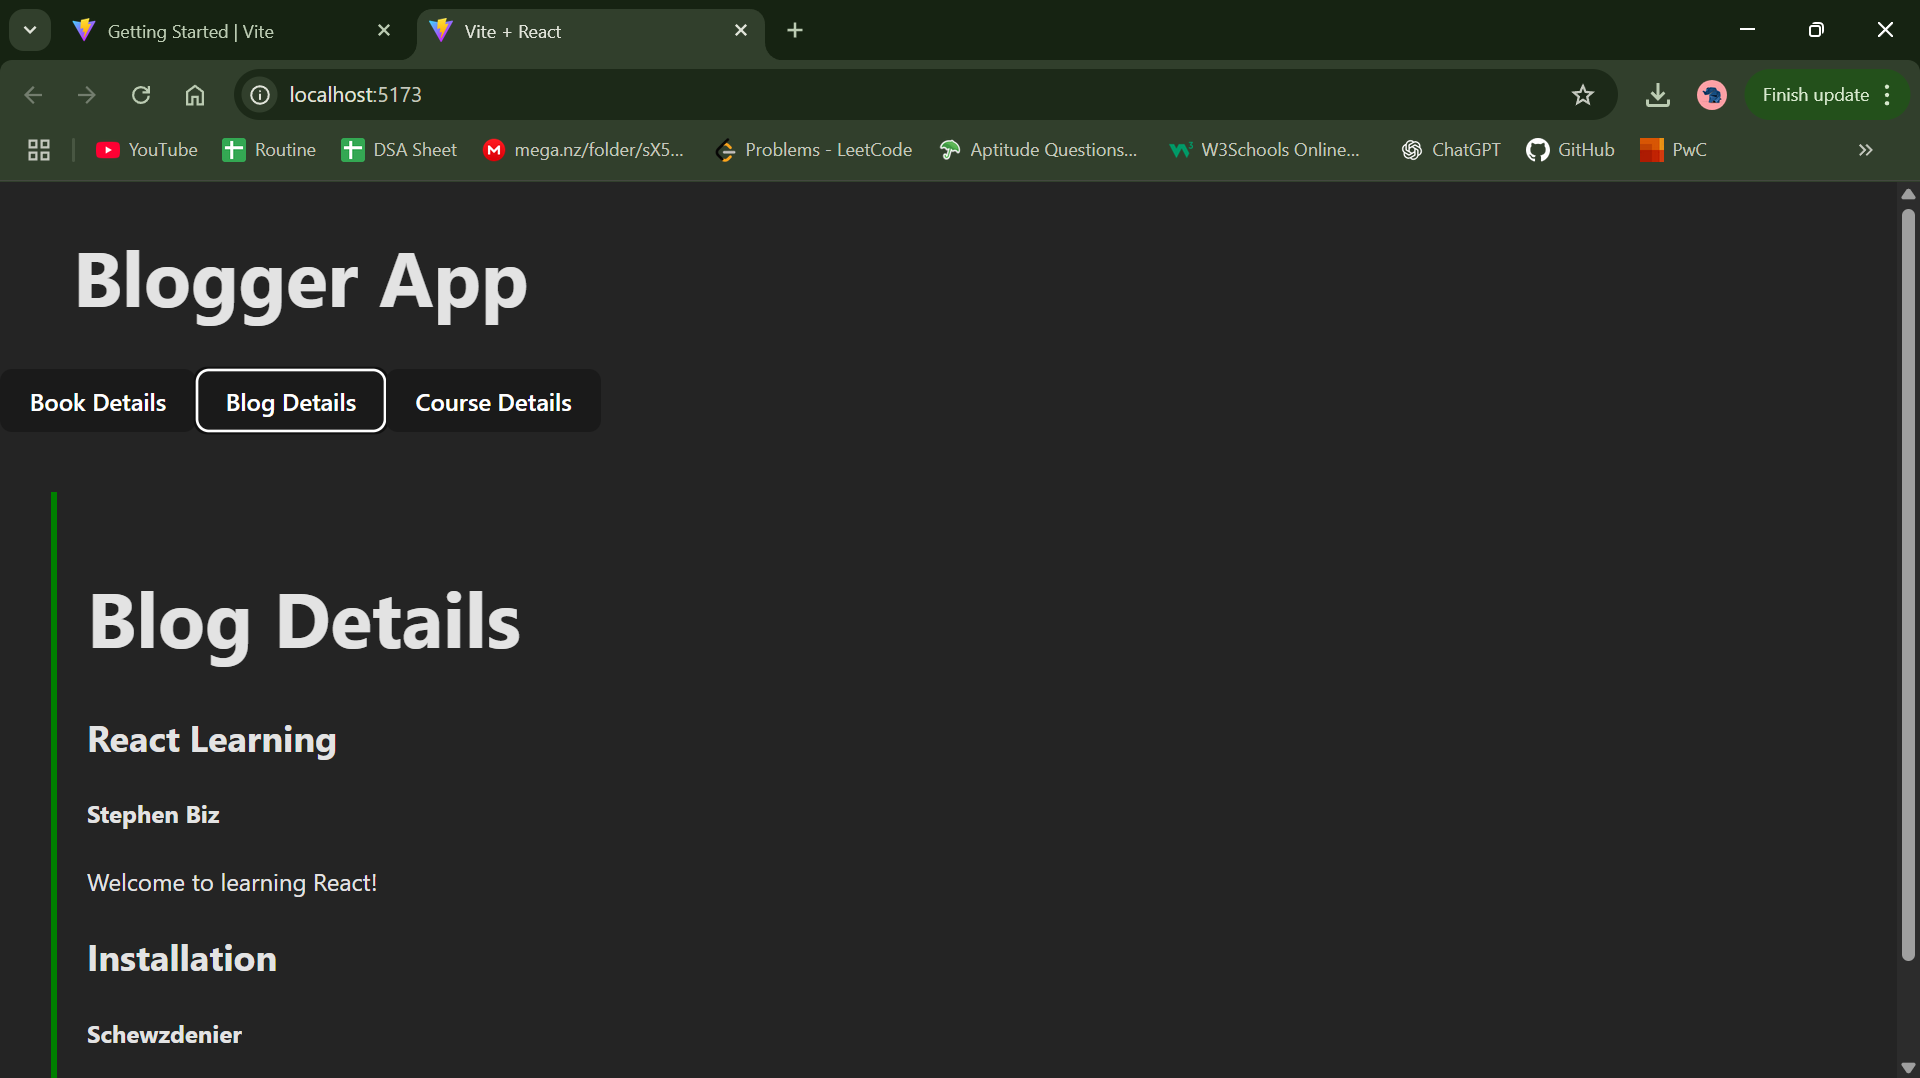 Getting Started | Vite
Vite + React
localhost:5173
Finish update
YouTube
Routine
DSA Sheet
mega.nz/folder/sX5...
Problems - LeetCode
Aptitude Questions...
W3Schools Online...
ChatGPT
GitHub
PwC
Blogger App
Book Details
Blog Details
Course Details
Blog Details
React Learning
Stephen Biz
Welcome to learning React!
Installation
Schewzdenier